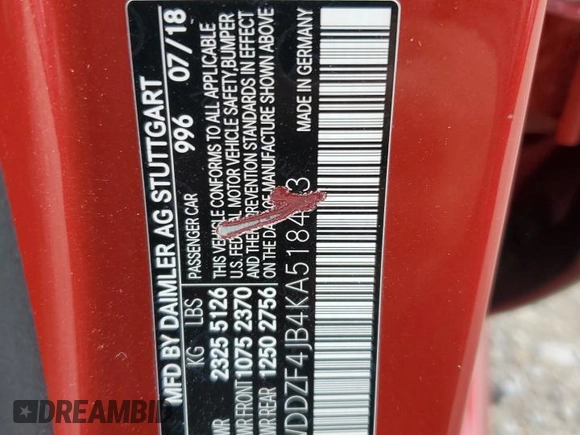 MFD BY DAIMLER AG STUTTGART
996 07/18
PASSENGER CAR
KG LBS
2325 5126
FRONT 1075 2370
REAR 1250 2756
THIS VEHICLE CONFORMS TO ALL APPLICABLE
U.S. FEDERAL MOTOR VEHICLE SAFETY, BUMPER
AND THEFT PREVENTION STANDARDS IN EFFECT
ON THE DATE OF MANUFACTURE SHOWN ABOVE
MADE IN GERMANY
DREAMBID